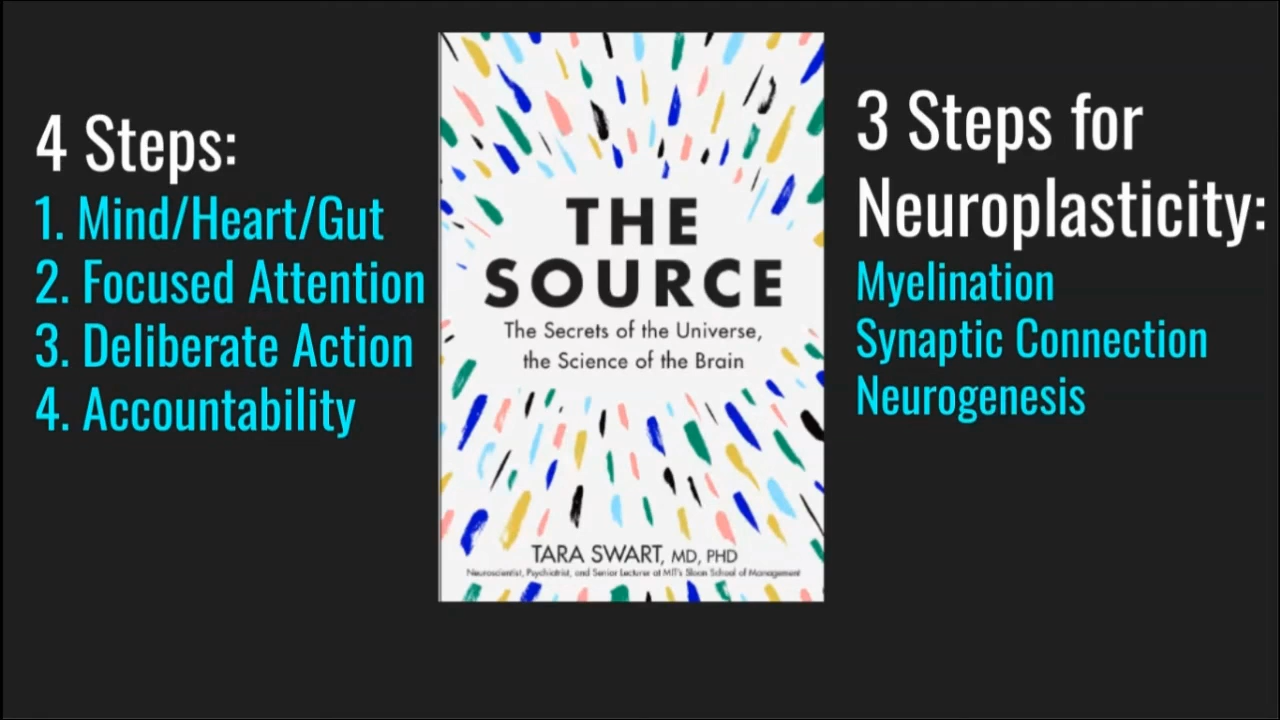 4 Steps:
1. Mind/Heart/Gut
2. Focused Attention
3. Deliberate Action
4. Accountability
THE
SOURCE
The Secrets of the Universe,
the Science of the Brain
TARA SWART, MD, PHD
Neuroscientist, Psychiatrist, and Senior Lecturer at MIT's Sloan School of Management
3 Steps for
Neuroplasticity:
Myelination
Synaptic Connection
Neurogenesis